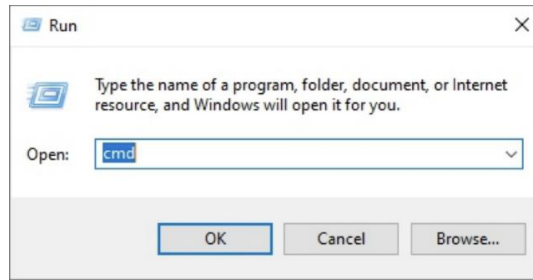 Run
Type the name of a program, folder, document, or Internet
resource, and Windows will open it for you.
Open: cmd
OK Cancel Browse...